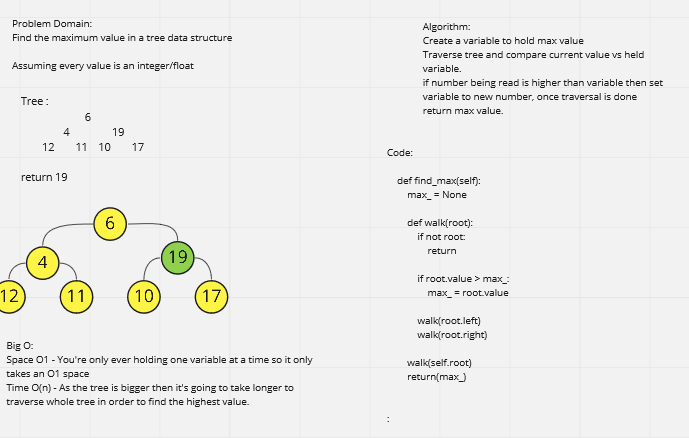 Problem Domain:
Find the maximum value in a tree data structure
Assuming every value is an integer/float
Tree :
6
4 19
12 11 10 17
return 19
6
4 19
12 11 10 17
Big O:
Space O1 - You're only ever holding one variable at a time so it only
takes an O1 space
Time O(n) - As the tree is bigger then it's going to take longer to
traverse whole tree in order to find the highest value.
Algorithm:
Create a variable to hold max value
Traverse tree and compare current value vs held
variable.
if number being read is higher than variable then set
variable to new number, once traversal is done
return max value.
Code:
def find_max(self):
max_ = None
def walk(root):
if not root:
return
if root.value > max_:
max_ = root.value
walk(root.left)
walk(root.right)
walk(self.root)
return(max_)
: